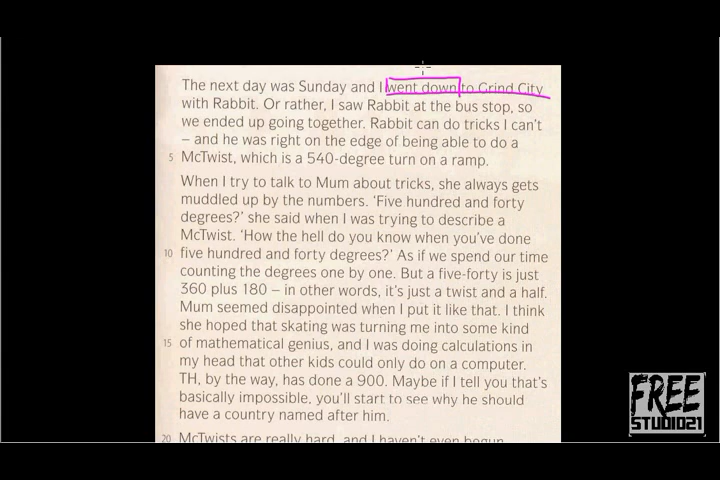 The next day was Sunday and I went down to Grind City
with Rabbit. Or rather, I saw Rabbit at the bus stop, so
we ended up going together. Rabbit can do tricks I can't
– and he was right on the edge of being able to do a
5 McTwist, which is a 540-degree turn on a ramp.
When I try to talk to Mum about tricks, she always gets
muddled up by the numbers. 'Five hundred and forty
degrees?' she said when I was trying to describe a
McTwist. 'How the hell do you know when you've done
10 five hundred and forty degrees?' As if we spend our time
counting the degrees one by one. But a five-forty is just
360 plus 180 – in other words, it's just a twist and a half.
Mum seemed disappointed when I put it like that. I think
she hoped that skating was turning me into some kind
15 of mathematical genius, and I was doing calculations in
my head that other kids could only do on a computer.
TH, by the way, has done a 900. Maybe if I tell you that's
basically impossible, you'll start to see why he should
have a country named after him.
20 McTwists are really hard, and I haven't even begun
FREE
STUDIO21